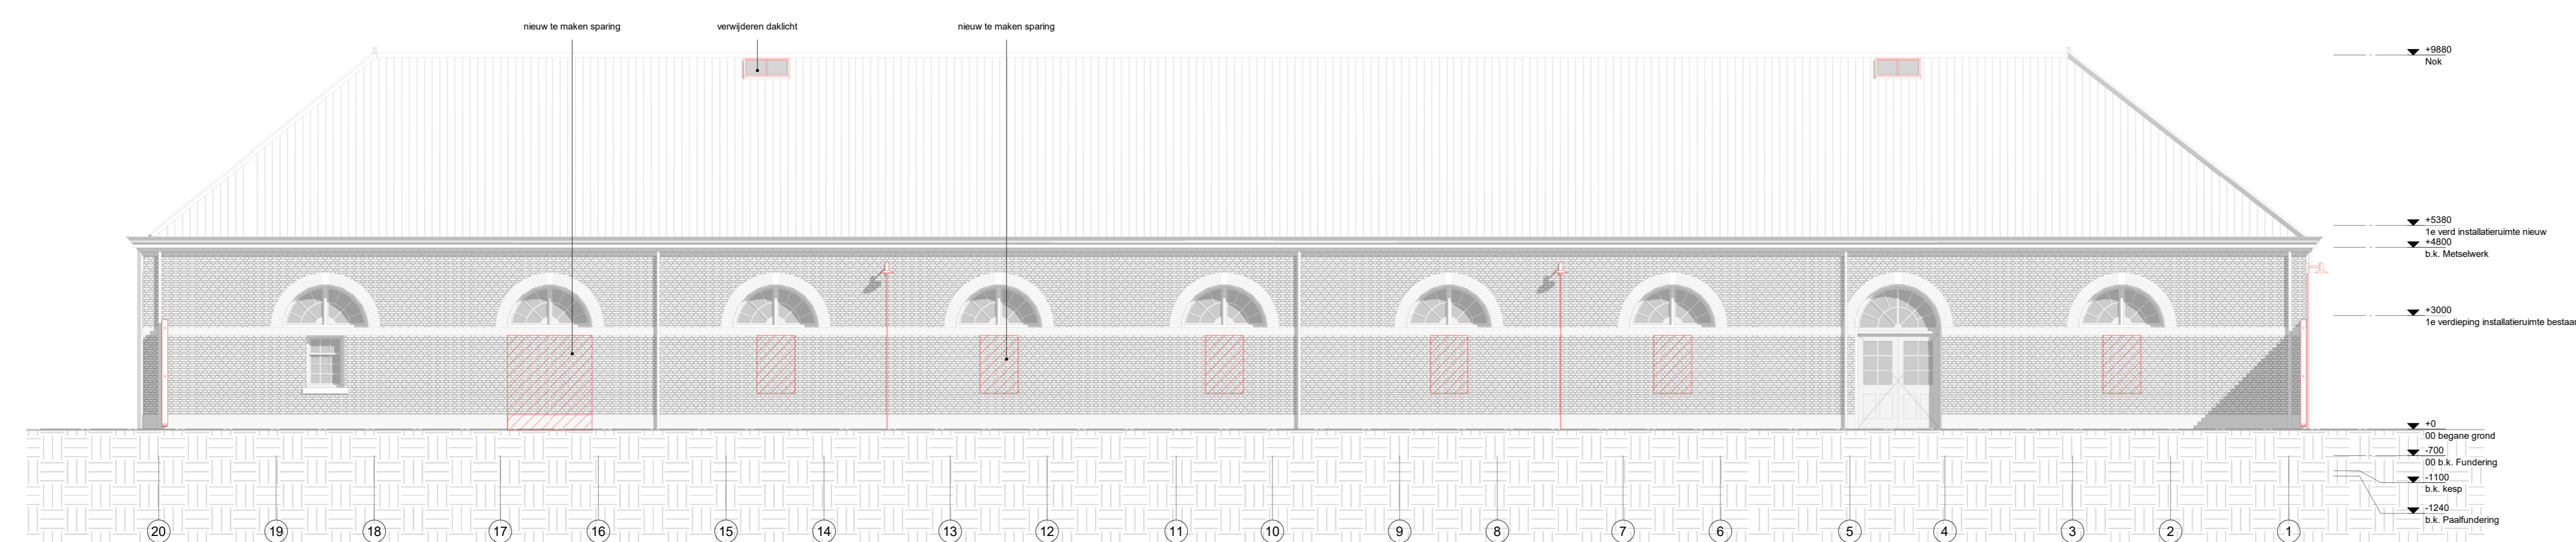 nieuw te maken sparing
verwijderen daklicht
nieuw te maken sparing
+9880
Nok
+5380
1e verd installatieruimte nieuw
+4800
b.k. Metselwerk
+3000
1e verdieping installatieruimte bestaan
+0
00 begane grond
-700
00 b.k. Fundering
-1100
b.k. kesp
-1240
b.k. Paalfundering
20 19 18 17 16 15 14 13 12 11 10 9 8 7 6 5 4 3 2 1